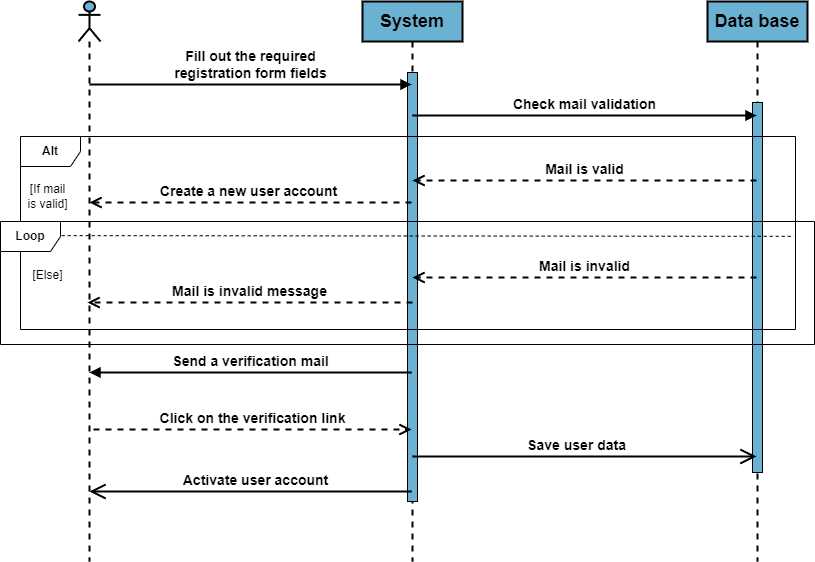 System
Data base
Fill out the required
registration form fields
Check mail validation
Alt
Mail is valid
[If mail
is valid]
Create a new user account
Loop
Mail is invalid
[Else]
Mail is invalid message
Send a verification mail
Click on the verification link
Save user data
Activate user account